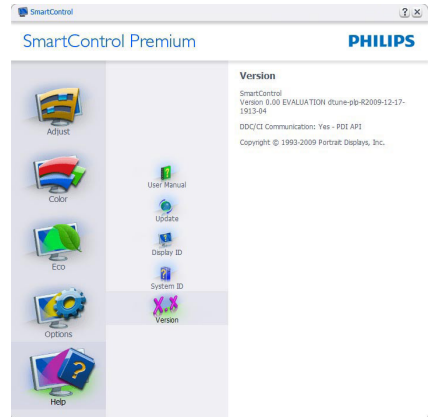 SmartControl
SmartControl Premium
PHILIPS
Adjust
Color
Eco
Options
Help
User Manual
Update
Display ID
System ID
X.X
Version
Version
SmartControl
Version 0.00 EVALUATION dtune-plp-R2009-12-17-
1913-04
DDC/CI Communication: Yes - PDI API
Copyright © 1993-2009 Portrait Displays, Inc.